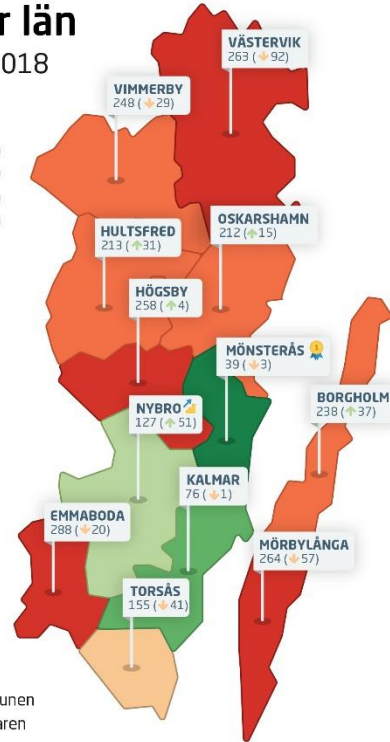 r län
018
VÄSTERVIK
263 (↓92)
VIMMERBY
248 (↓29)
OSKARSHAMN
212 (↑15)
HULTSFRED
213 (↑31)
HÖGSBY
258 (↑4)
MÖNSTERÅS
39 (↓3)
BORGHOLM
238 (↑37)
NYBRO
127 (↑51)
KALMAR
76 (↓1)
EMMABODA
288 (↓20)
MÖRBYLÅNGA
264 (↓57)
TORSÅS
155 (↓41)
unen
aren